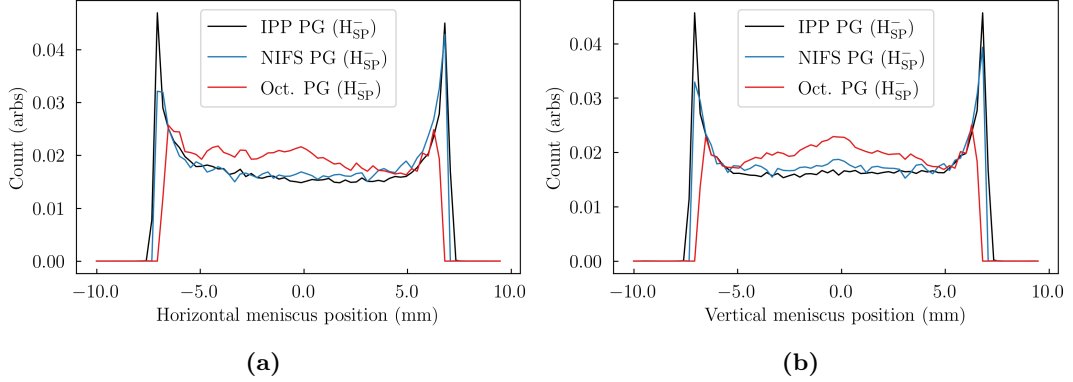 IPP PG (H⁻SP)
NIFS PG (H⁻SP)
Oct. PG (H⁻SP)
Count (arbs)
0.04
0.03
0.02
0.01
0.00
−10.0 −5.0 0.0 5.0 10.0
Horizontal meniscus position (mm)
(a)
IPP PG (H⁻SP)
NIFS PG (H⁻SP)
Oct. PG (H⁻SP)
Count (arbs)
0.04
0.03
0.02
0.01
0.00
−10.0 −5.0 0.0 5.0 10.0
Vertical meniscus position (mm)
(b)